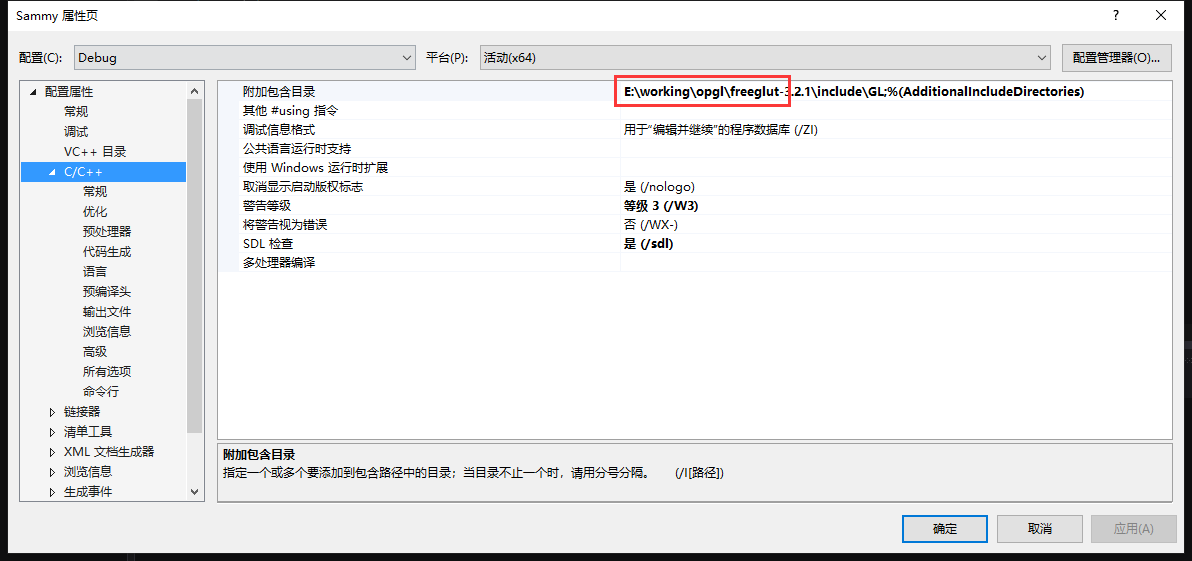 Sammy 属性页
?
配置(C): Debug 平台(P): 活动(x64) 配置管理器(O)...
配置属性
常规
调试
VC++ 目录
C/C++
常规
优化
预处理器
代码生成
语言
预编译头
输出文件
浏览信息
高级
所有选项
命令行
链接器
清单工具
XML 文档生成器
浏览信息
生成事件
附加包含目录 E:\working\opgl\freeglut-3.2.1\include\GL;%(AdditionalIncludeDirectories)
其他 #using 指令
调试信息格式 用于“编辑并继续”的程序数据库 (/ZI)
公共语言运行时支持
使用 Windows 运行时扩展
取消显示启动版权标志 是 (/nologo)
警告等级 等级 3 (/W3)
将警告视为错误 否 (/WX-)
SDL 检查 是 (/sdl)
多处理器编译
附加包含目录
指定一个或多个要添加到包含路径中的目录；当目录不止一个时，请用分号分隔。 (/I[路径])
确定 取消 应用(A)